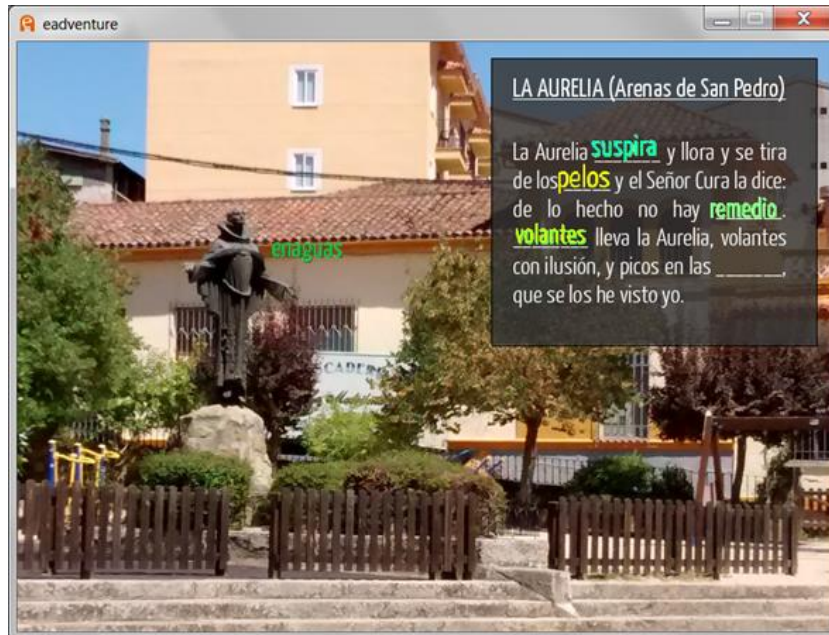 eadventure
LA AURELIA (Arenas de San Pedro)
La Aurelia suspira y llora y se tira
de los pelos y el Señor Cura la dice:
de lo hecho no hay remedio.
volantes lleva la Aurelia, volantes
con ilusión, y picos en las _______,
que se los he visto yo.
enaguas
CADERO